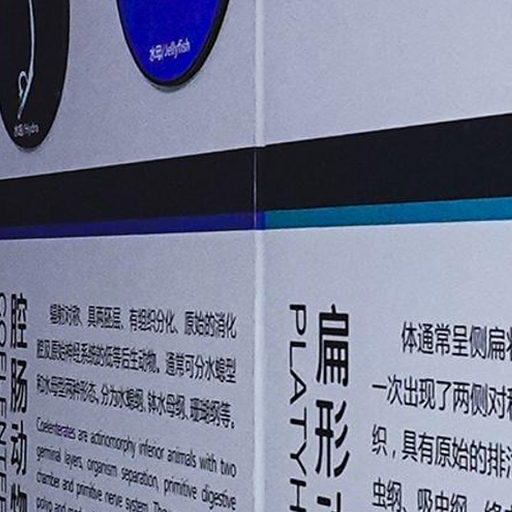 水螅/Hydra
水母/Jellyfish
腔肠动物
COELENTER
辐射对称、具两胚层、有组织分化、原始的消化
腔及原始神经系统的低等后生动物。通常可分水螅型
和水母型两种形态, 分为水螅纲、钵水母纲、珊瑚纲等。
Coelenterates are actinomorphy inferior animals with two
germinal layers, organism separation, primitive digestive
chamber and primitive nerve system.
扁形
PLATYH
体通常呈侧扁
一次出现了两侧对
织，具有原始的排
虫纲、吸虫纲、